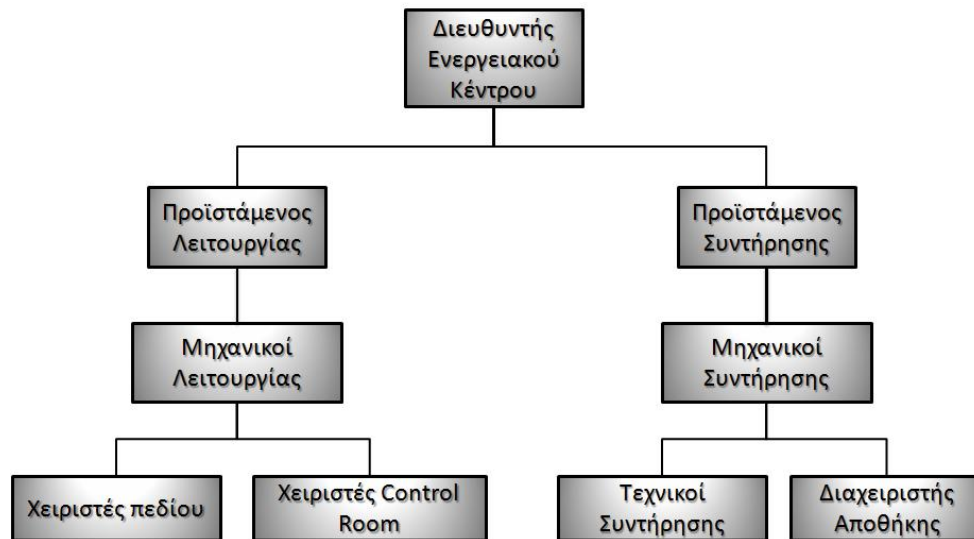 Διευθυντής
Ενεργειακού
Κέντρου
Προϊστάμενος
Λειτουργίας
Προϊστάμενος
Συντήρησης
Μηχανικοί
Λειτουργίας
Μηχανικοί
Συντήρησης
Χειριστές πεδίου
Χειριστές Control
Room
Τεχνικοί
Συντήρησης
Διαχειριστής
Αποθήκης